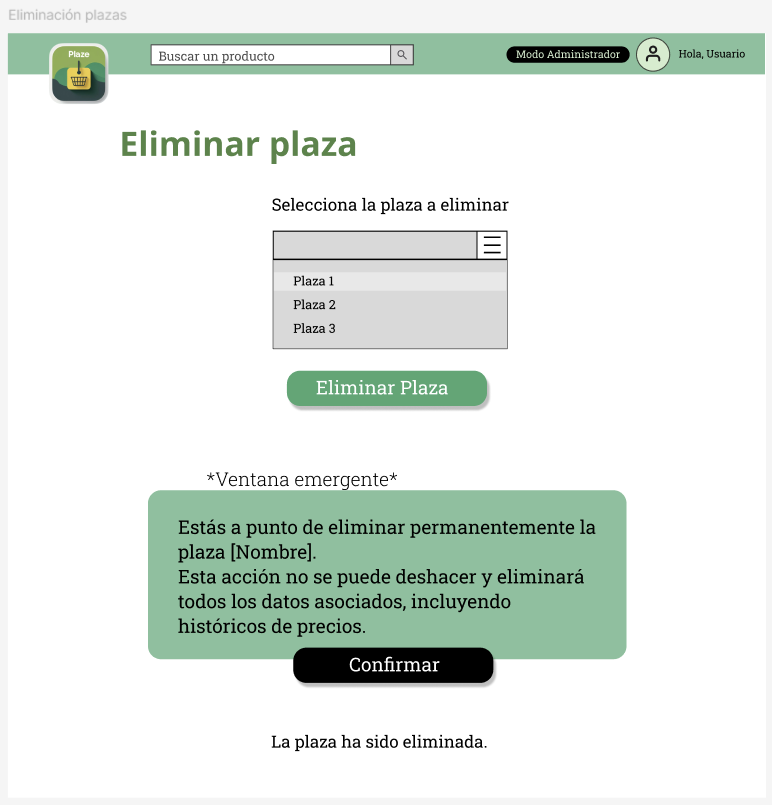 Eliminación plazas
Plaze
Buscar un producto
Modo Administrador
Hola, Usuario
Eliminar plaza
Selecciona la plaza a eliminar
Plaza 1
Plaza 2
Plaza 3
Eliminar Plaza
*Ventana emergente*
Estás a punto de eliminar permanentemente la
plaza [Nombre].
Esta acción no se puede deshacer y eliminará
todos los datos asociados, incluyendo
históricos de precios.
Confirmar
La plaza ha sido eliminada.